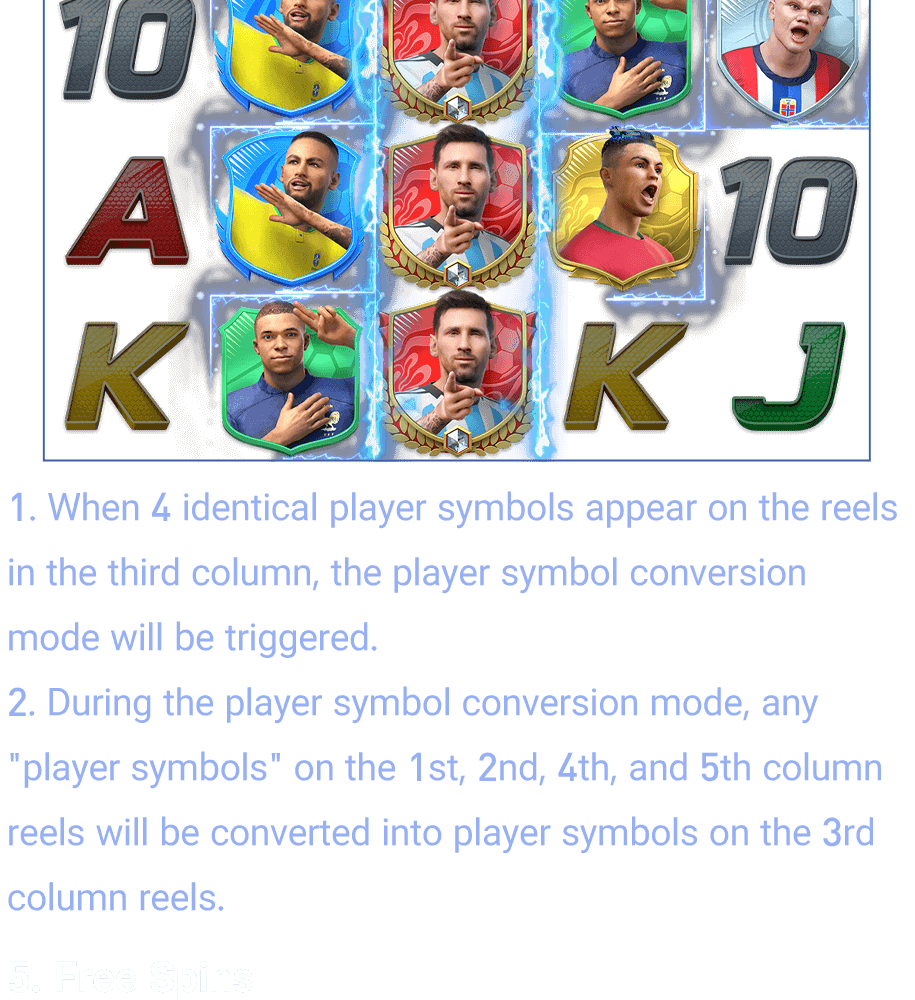 10
A
10
K
K
J
1. When 4 identical player symbols appear on the reels
in the third column, the player symbol conversion
mode will be triggered.
2. During the player symbol conversion mode, any
"player symbols" on the 1st, 2nd, 4th, and 5th column
reels will be converted into player symbols on the 3rd
column reels.
5. Free Spins